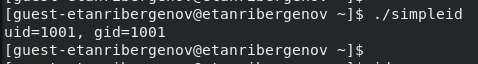 [guest-etanribergenov@etanribergenov ~]$ ./simpleid
uid=1001, gid=1001
[guest-etanribergenov@etanribergenov ~]$